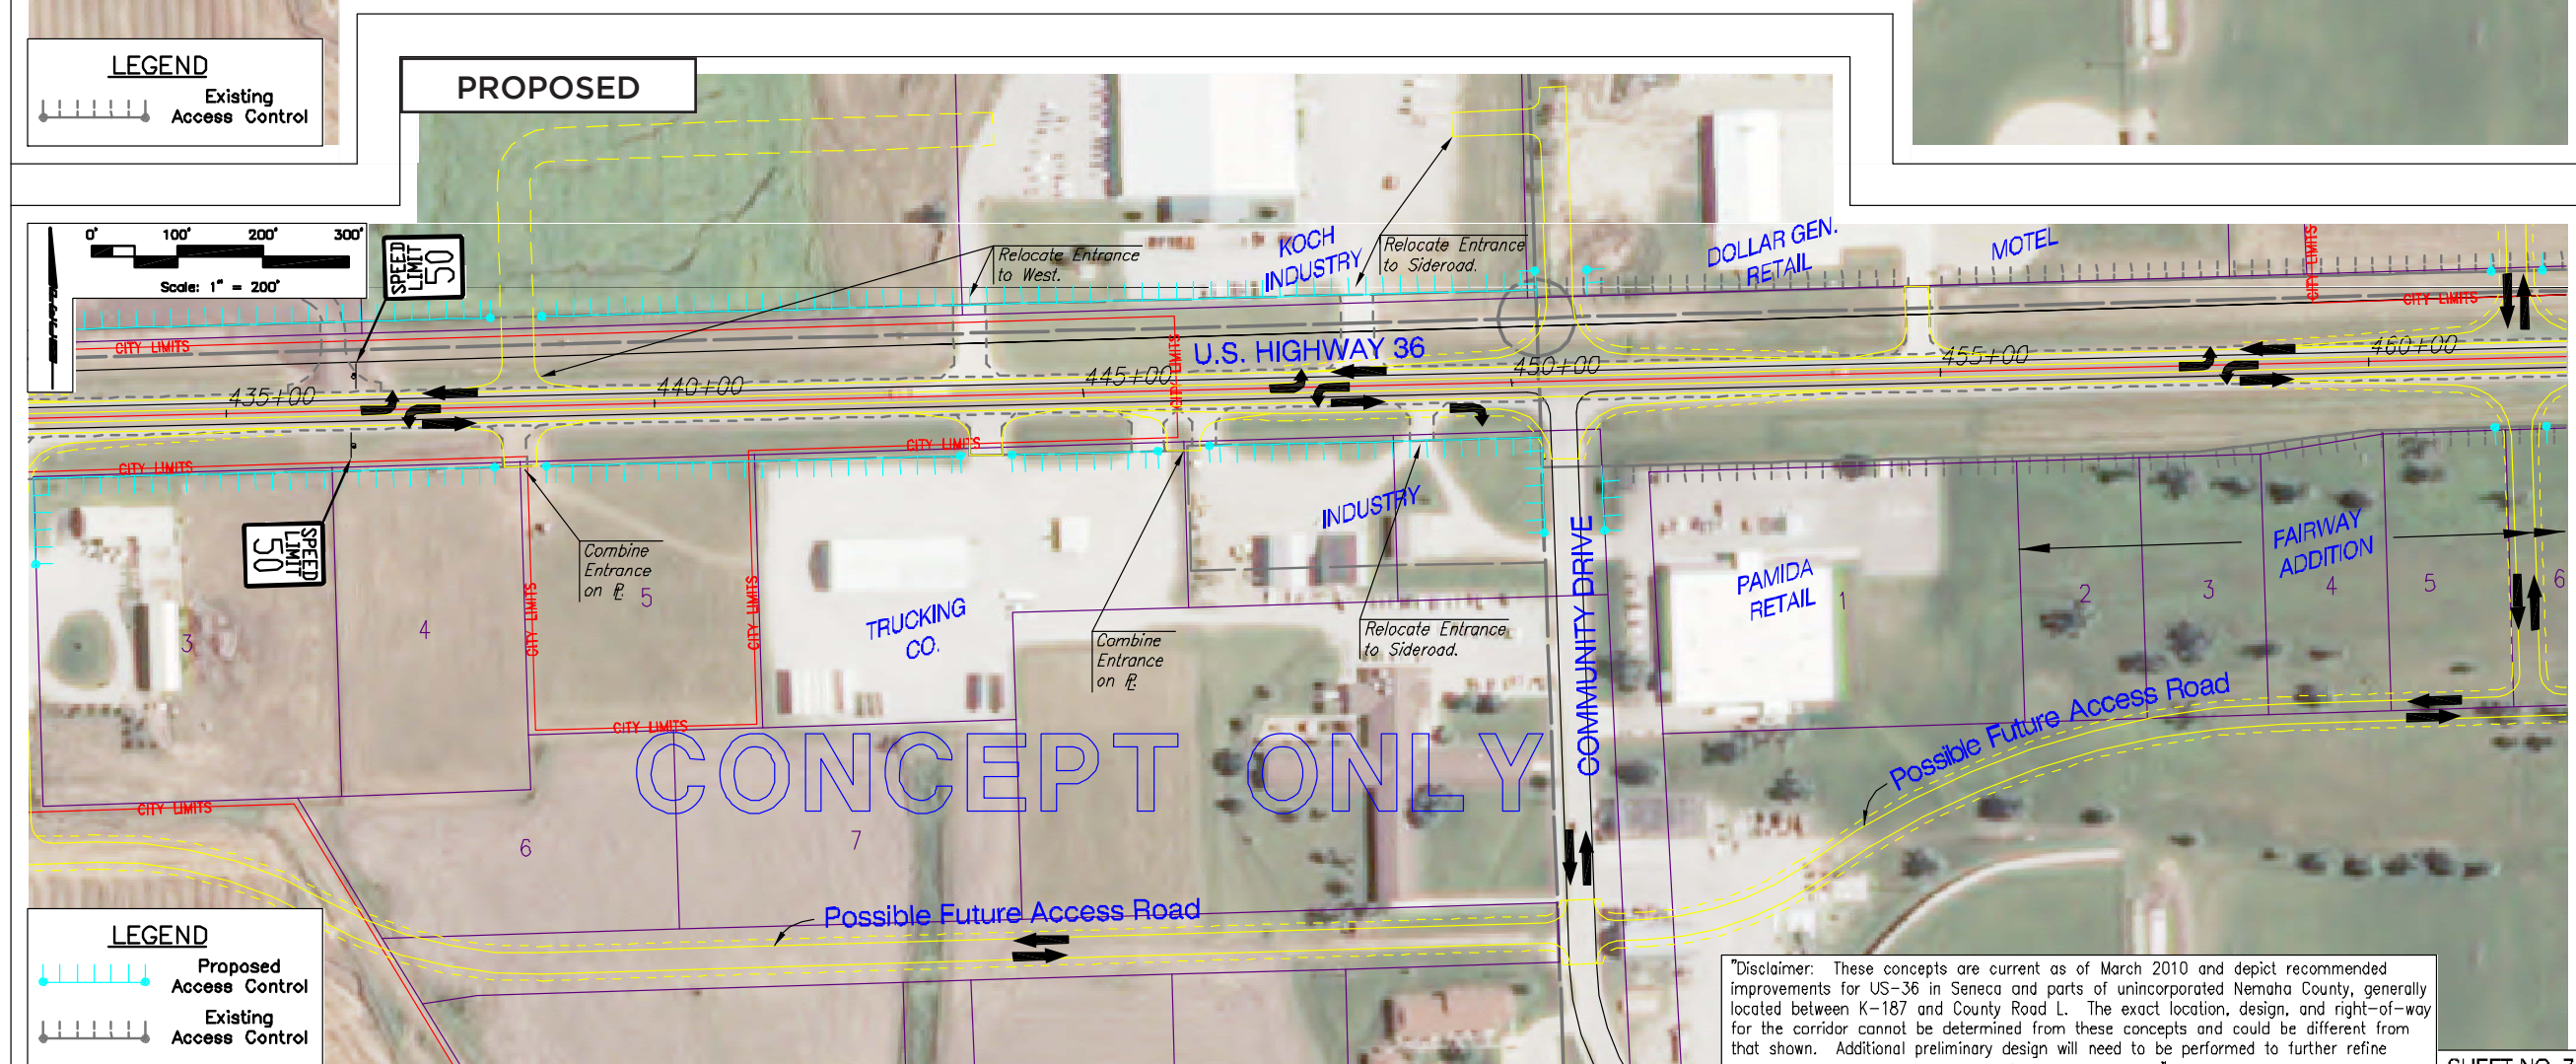 LEGEND
Existing
Access Control
PROPOSED
0' 100' 200' 300'
Scale: 1" = 200'
SPEED
LIMIT
50
Relocate Entrance
to West.
KOCH
INDUSTRY
Relocate Entrance
to Sideroad.
DOLLAR GEN.
RETAIL
MOTEL
CITY LIMITS
CITY LIMITS
CITY LIMITS
CITY LIMITS
U.S. HIGHWAY 36
435+00
440+00
445+00
450+00
455+00
460+00
CITY LIMITS
CITY LIMITS
SPEED
LIMIT
50
Combine
Entrance
on PL
CITY LIMITS
CITY LIMITS
CITY LIMITS
CITY LIMITS
3
4
5
TRUCKING
CO.
INDUSTRY
Combine
Entrance
on PL
Relocate Entrance
to Sideroad.
COMMUNITY DRIVE
PAMIDA
RETAIL
1
2
3
4
5
6
FAIRWAY
ADDITION
CONCEPT ONLY
6
7
Possible Future Access Road
Possible Future Access Road
LEGEND
Proposed
Access Control
Existing
Access Control
"Disclaimer: These concepts are current as of March 2010 and depict recommended
improvements for US-36 in Seneca and parts of unincorporated Nemaha County, generally
located between K-187 and County Road L. The exact location, design, and right-of-way
for the corridor cannot be determined from these concepts and could be different from
that shown. Additional preliminary design will need to be performed to further refine
SHEET NO.